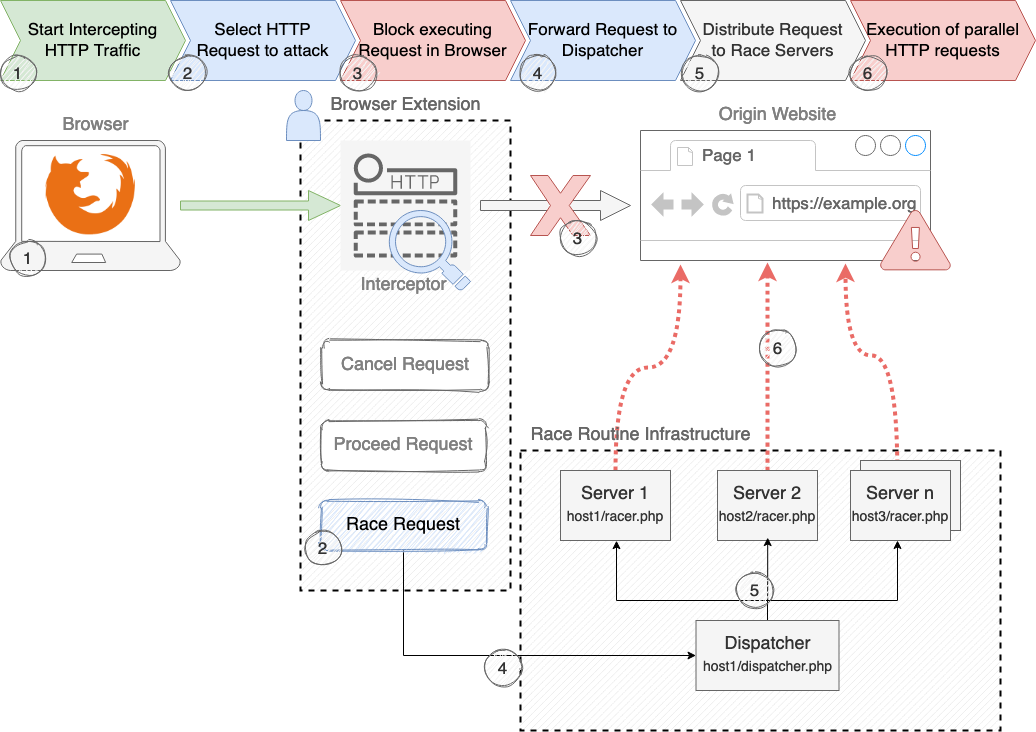 Start Intercepting
HTTP Traffic
1
Select HTTP
Request to attack
2
Block executing
Request in Browser
3
Forward Request to
Dispatcher
4
Distribute Request
to Race Servers
5
Execution of parallel
HTTP requests
6
Browser
1
Browser Extension
HTTP
Interceptor
3
Origin Website
Page 1
https://example.org
!
Cancel Request
Proceed Request
Race Request
2
6
Race Routine Infrastructure
Server 1
host1/racer.php
Server 2
host2/racer.php
Server n
host3/racer.php
5
Dispatcher
host1/dispatcher.php
4